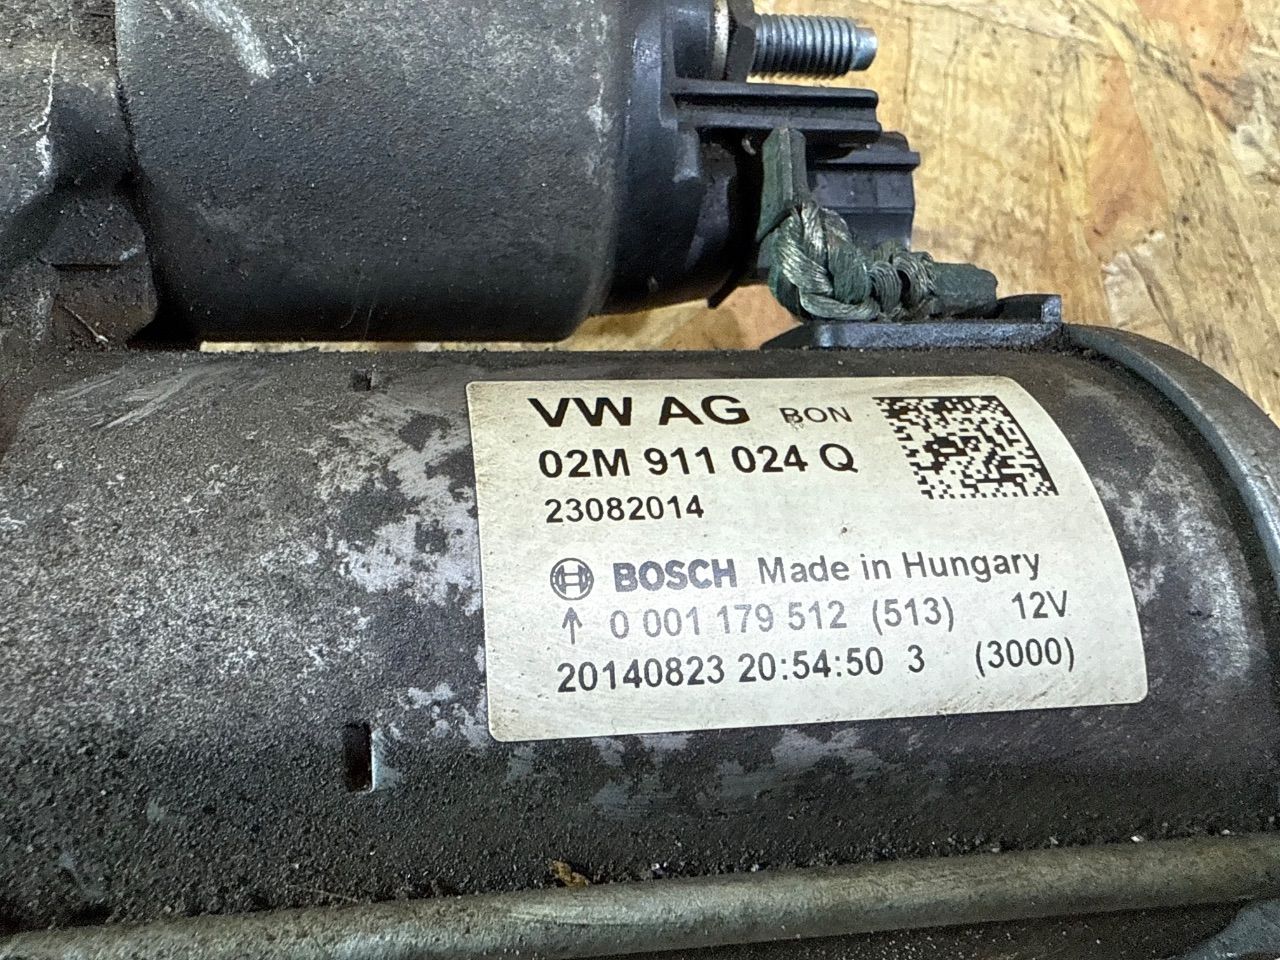 VW AG BON
02M 911 024 Q
23082014
BOSCH Made in Hungary
↑ 0 001 179 512 (513) 12V
20140823 20:54:50 3 (3000)